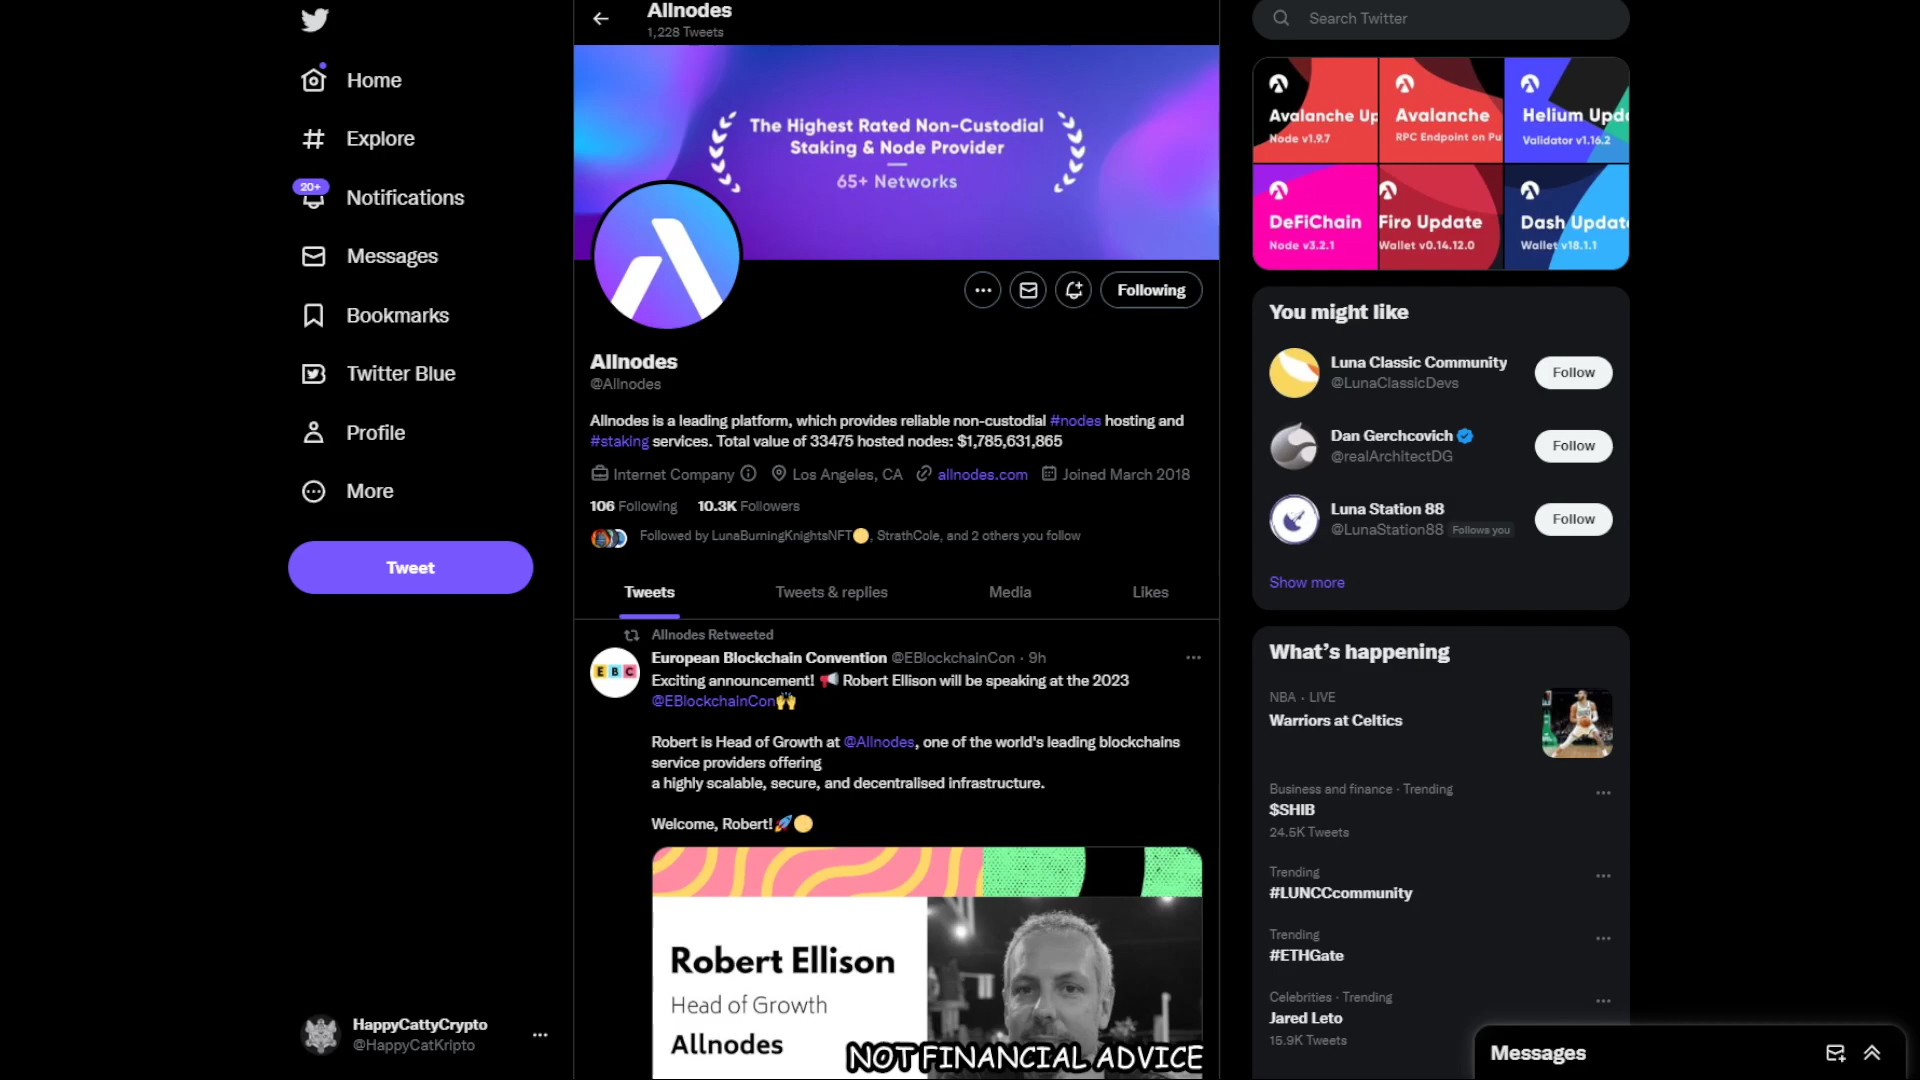 Home
Explore
20+
Notifications
Messages
Bookmarks
Twitter Blue
Profile
More
Tweet
HappyCattyCrypto
@HappyCatKripto
Allnodes
1,228 Tweets
The Highest Rated Non-Custodial
Staking & Node Provider
65+ Networks
Following
Allnodes
@Allnodes
Allnodes is a leading platform, which provides reliable non-custodial #nodes hosting and
#staking services. Total value of 33475 hosted nodes: $1,785,631,865
Internet Company Los Angeles, CA allnodes.com Joined March 2018
106 Following 10.3K Followers
Followed by LunaBurningKnightsNFT, StrathCole, and 2 others you follow
Tweets Tweets & replies Media Likes
Allnodes Retweeted
European Blockchain Convention @EBlockchainCon · 9h
Exciting announcement! 📢 Robert Ellison will be speaking at the 2023
@EBlockchainCon🙌
Robert is Head of Growth at @Allnodes, one of the world's leading blockchains
service providers offering
a highly scalable, secure, and decentralised infrastructure.
Welcome, Robert!🚀🟡
EBC
Robert Ellison
Head of Growth
Allnodes
NOT FINANCIAL ADVICE
Search Twitter
Avalanche Up
Node v1.9.7
Avalanche
RPC Endpoint on Pu
Helium Upd
Validator v1.16.2
DeFiChain
Node v3.2.1
Firo Update
Wallet v0.14.12.0
Dash Updat
Wallet v18.1.1
You might like
Luna Classic Community
@LunaClassicDevs
Follow
Dan Gerchcovich
@realArchitectDG
Follow
Luna Station 88
@LunaStation88 Follows you
Follow
Show more
What's happening
NBA · LIVE
Warriors at Celtics
Business and finance · Trending
$SHIB
24.5K Tweets
Trending
#LUNCCcommunity
Trending
#ETHGate
Celebrities · Trending
Jared Leto
15.9K Tweets
Messages